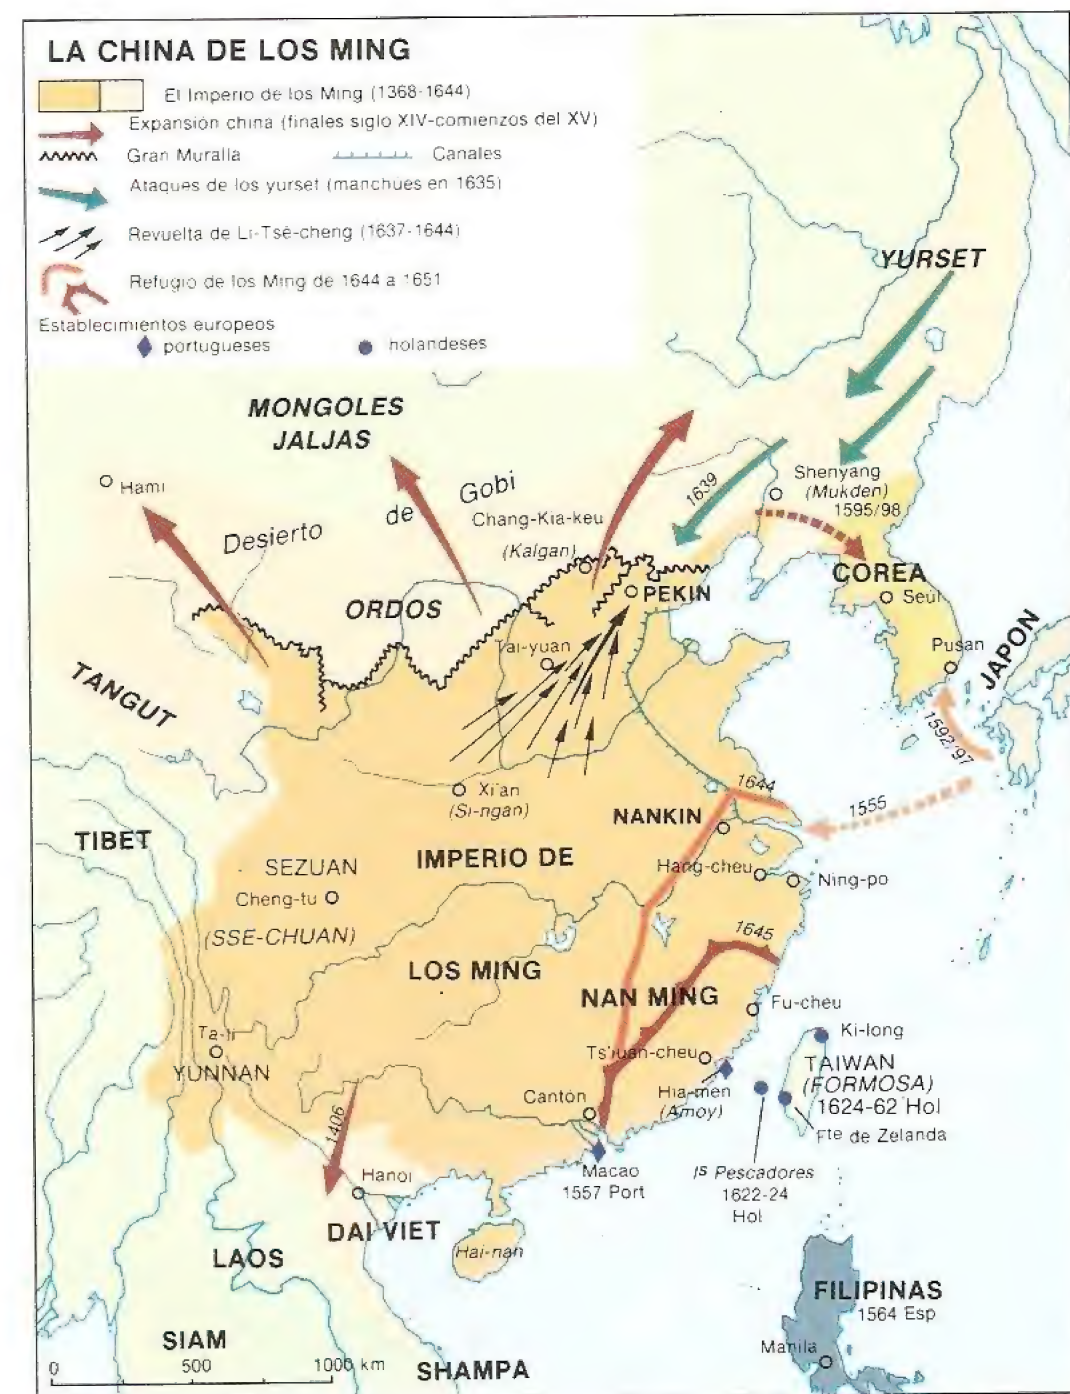 LA CHINA DE LOS MING
El Imperio de los Ming (1368-1644)
Expansión china (finales siglo XIV-comienzos del XV)
Gran Muralla
Canales
Ataques de los yurset (manchúes en 1635)
Revuelta de Li-Tsé-cheng (1637-1644)
Refugio de los Ming de 1644 a 1651
Establecimientos europeos
portugueses
holandeses
YURSET
MONGOLES
JALJAS
Hami
Desierto de Gobi
Chang-Kia-keu
(Kalgan)
1639
Shenyang
(Mukden)
1595/98
ORDOS
PEKIN
COREA
Seúl
Tai-yuan
Pusan
JAPON
TANGUT
1592/97
Xi'an
(Si-ngan)
1644
1555
NANKIN
TIBET
SEZUAN
IMPERIO DE
Hang-cheu
Ning-po
Cheng-tu
(SSE-CHUAN)
1645
LOS MING
NAN MING
Fu-cheu
Ki-long
Ta-li
YUNNAN
Ts'iuan-cheu
TAIWAN
(FORMOSA)
1624-62 Hol
Hia-men
(Amoy)
Cantón
1406
Fte de Zelanda
Hanoi
Macao
1557 Port
Is Pescadores
1622-24
Hol
DAI VIET
LAOS
Hai-nan
FILIPINAS
1564 Esp
SIAM
Manila
0 500 1000 km
SHAMPA